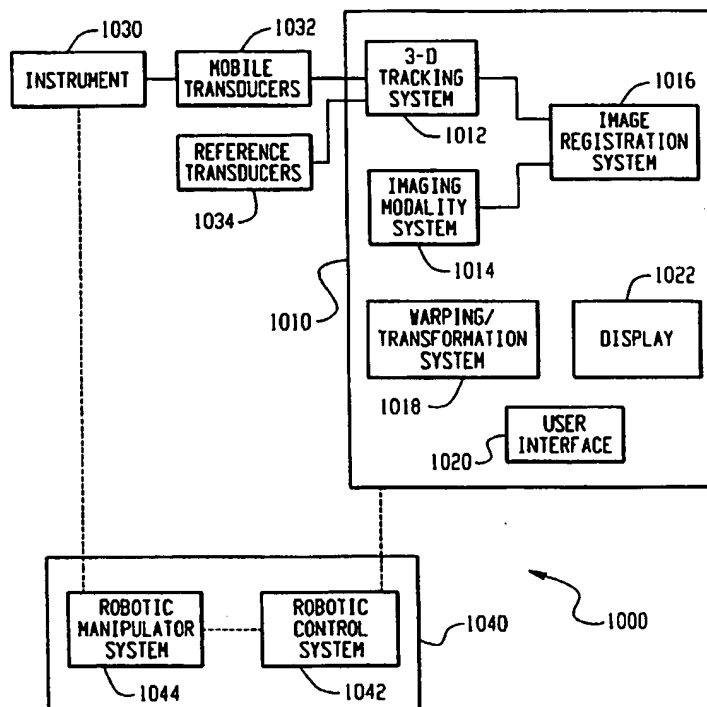 1030
INSTRUMENT
1032
MOBILE
TRANSDUCERS
REFERENCE
TRANSDUCERS
1034
3-D
TRACKING
SYSTEM
1012
1016
IMAGE
REGISTRATION
SYSTEM
IMAGING
MODALITY
SYSTEM
1014
1010
WARPING/
TRANSFORMATION
SYSTEM
1018
1022
DISPLAY
USER
INTERFACE
1020
ROBOTIC
MANIPULATOR
SYSTEM
1044
ROBOTIC
CONTROL
SYSTEM
1042
1040
1000